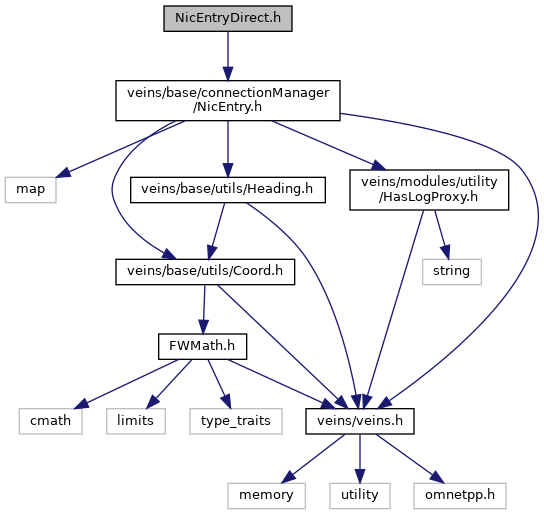 NicEntryDirect.h
veins/base/connectionManager
/NicEntry.h
map
veins/base/utils/Heading.h
veins/modules/utility
/HasLogProxy.h
veins/base/utils/Coord.h
string
FWMath.h
cmath
limits
type_traits
veins/veins.h
memory
utility
omnetpp.h